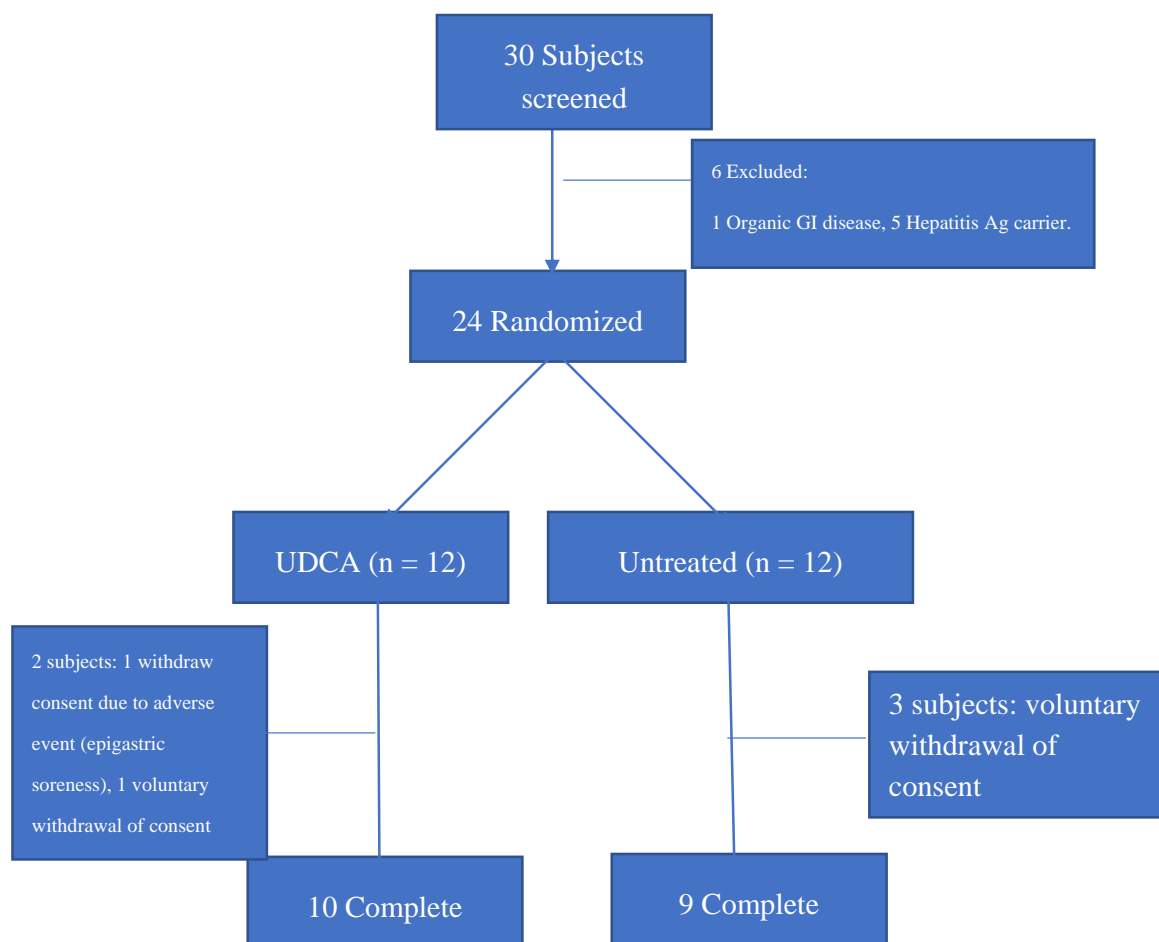 30 Subjects
screened
6 Excluded:
1 Organic GI disease, 5 Hepatitis Ag carrier.
24 Randomized
UDCA (n = 12)
Untreated (n = 12)
2 subjects: 1 withdraw
consent due to adverse
event (epigastric
soreness), 1 voluntary
withdrawal of consent
3 subjects: voluntary
withdrawal of
consent
10 Complete
9 Complete